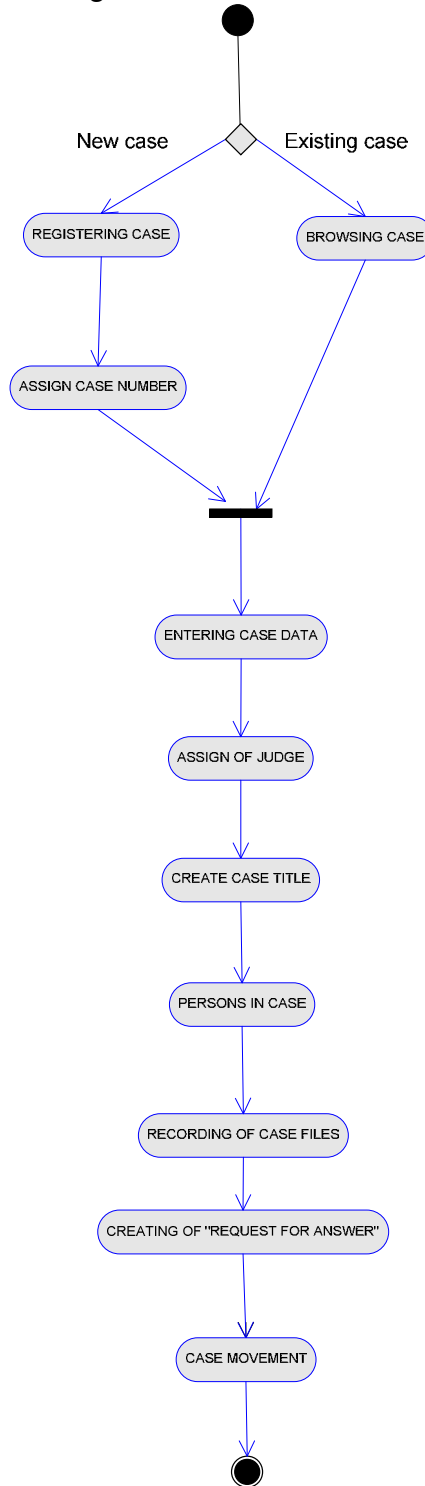 New case
Existing case
REGISTERING CASE
BROWSING CASE
ASSIGN CASE NUMBER
ENTERING CASE DATA
ASSIGN OF JUDGE
CREATE CASE TITLE
PERSONS IN CASE
RECORDING OF CASE FILES
CREATING OF "REQUEST FOR ANSWER"
CASE MOVEMENT